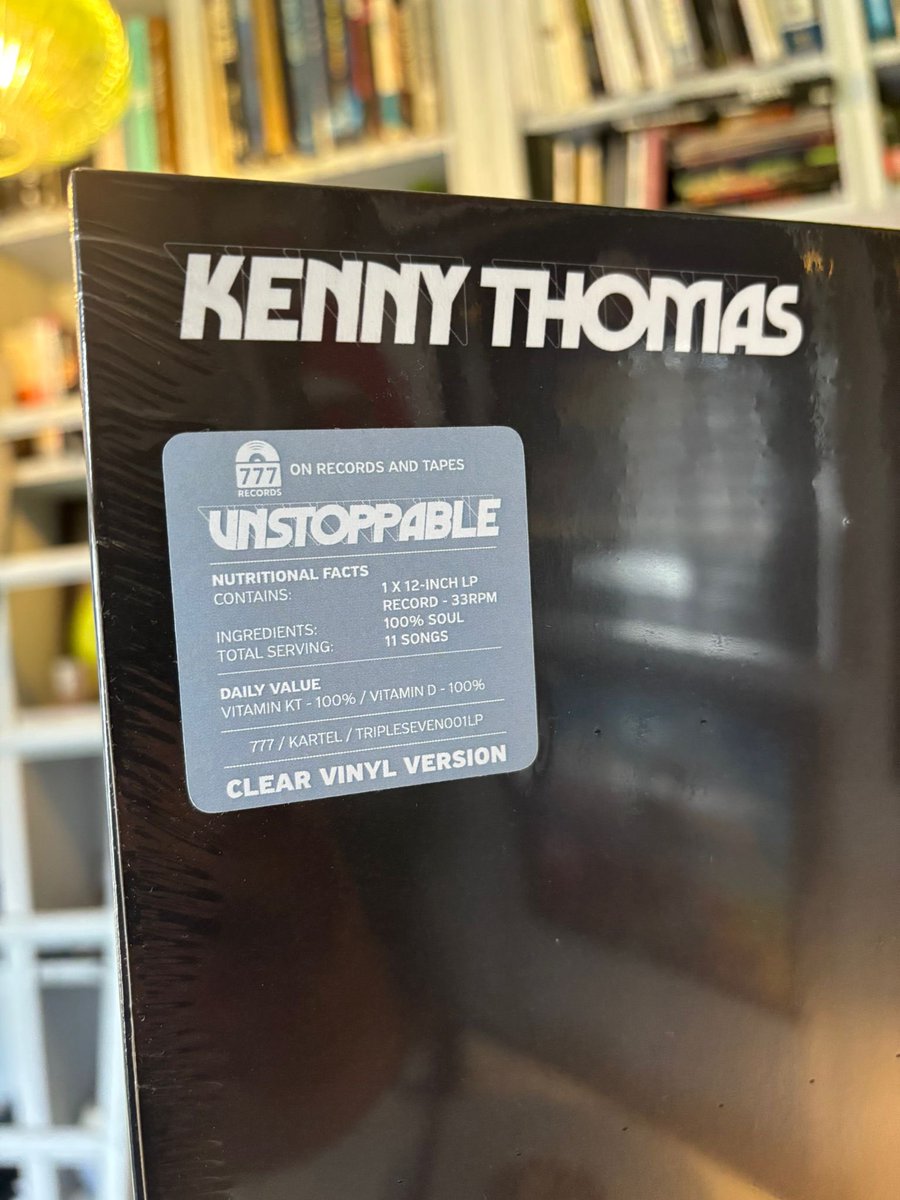 KENNY THOMAS
777
RECORDS
ON RECORDS AND TAPES
UNSTOPPABLE
NUTRITIONAL FACTS
CONTAINS: 1 X 12-INCH LP
RECORD - 33RPM
INGREDIENTS: 100% SOUL
TOTAL SERVING: 11 SONGS
DAILY VALUE
VITAMIN KT - 100% / VITAMIN D - 100%
777 / KARTEL / TRIPLESEVEN001LP
CLEAR VINYL VERSION